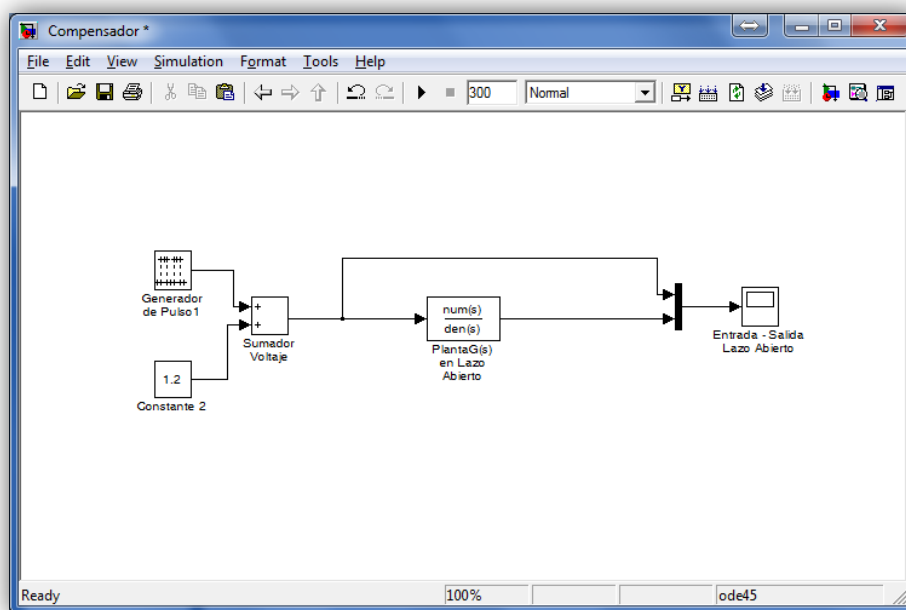 Compensador *
File Edit View Simulation Format Tools Help
300 Normal
Generador
de Pulso1
+
+
Sumador
Voltaje
num(s)
den(s)
PlantaG(s)
en Lazo
Abierto
Entrada - Salida
Lazo Abierto
1.2
Constante 2
Ready 100% ode45